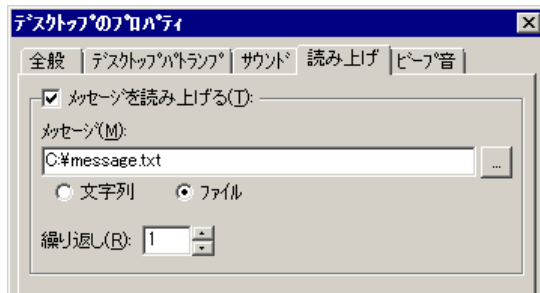 ﾃﾞｽｸﾄｯﾌﾟのﾌﾟﾛﾊﾟﾃｨ
全般 ﾃﾞｽｸﾄｯﾌﾟﾊﾟﾄﾗﾝﾌﾟ ｻｳﾝﾄﾞ 読み上げ ﾋﾞｰﾌﾟ音
ﾒｯｾｰｼﾞを読み上げる(T):
ﾒｯｾｰｼﾞ(M):
C:¥message.txt ...
文字列 ﾌｧｲﾙ
繰り返し(R): 1